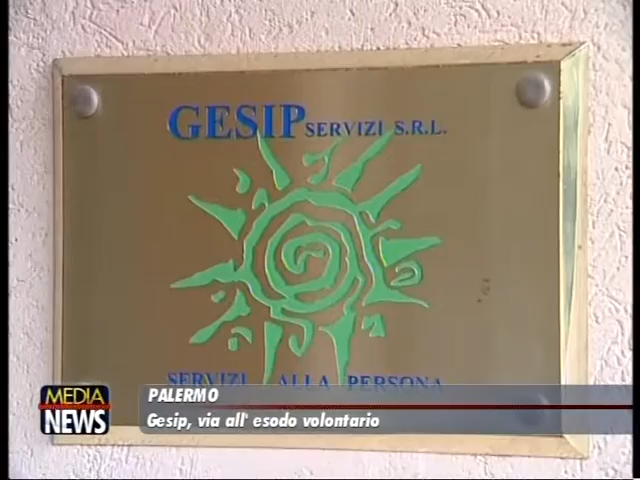 GESIP SERVIZI S.R.L.
SERVIZI ALLA PERSONA
MEDIA
NEWS
PALERMO
Gesip, via all' esodo volontario